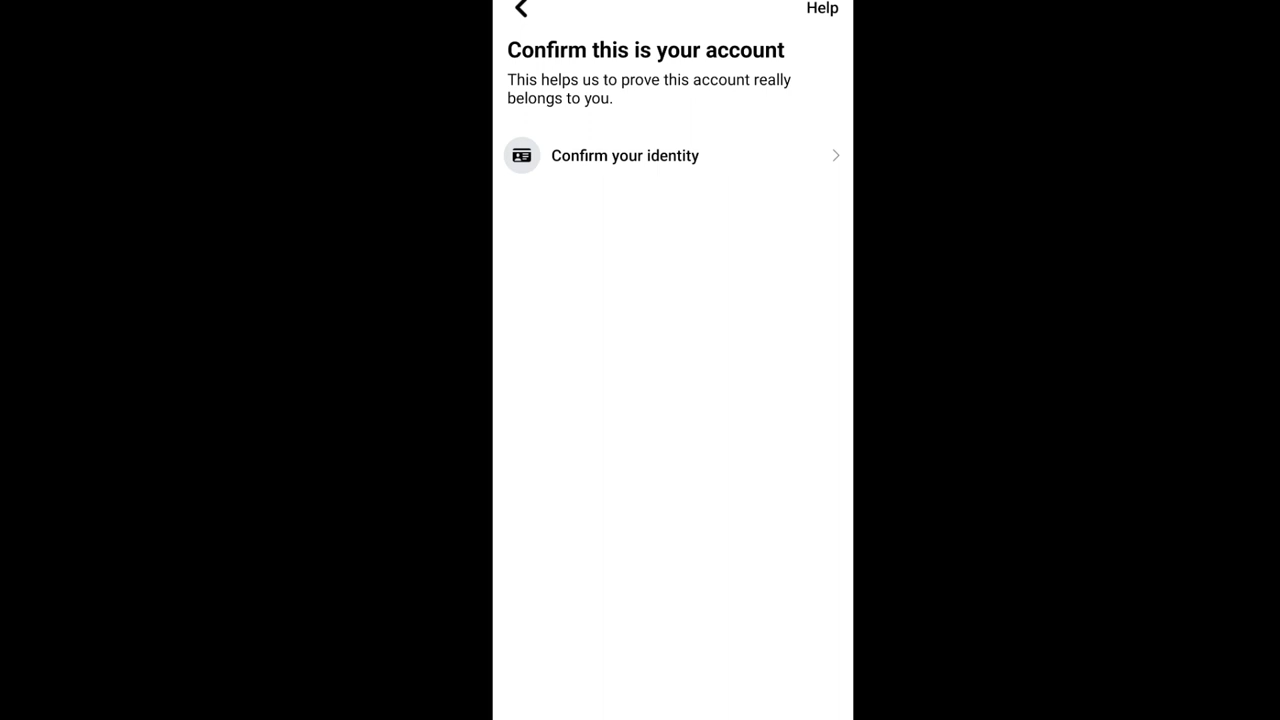 Help
Confirm this is your account
This helps us to prove this account really
belongs to you.
Confirm your identity